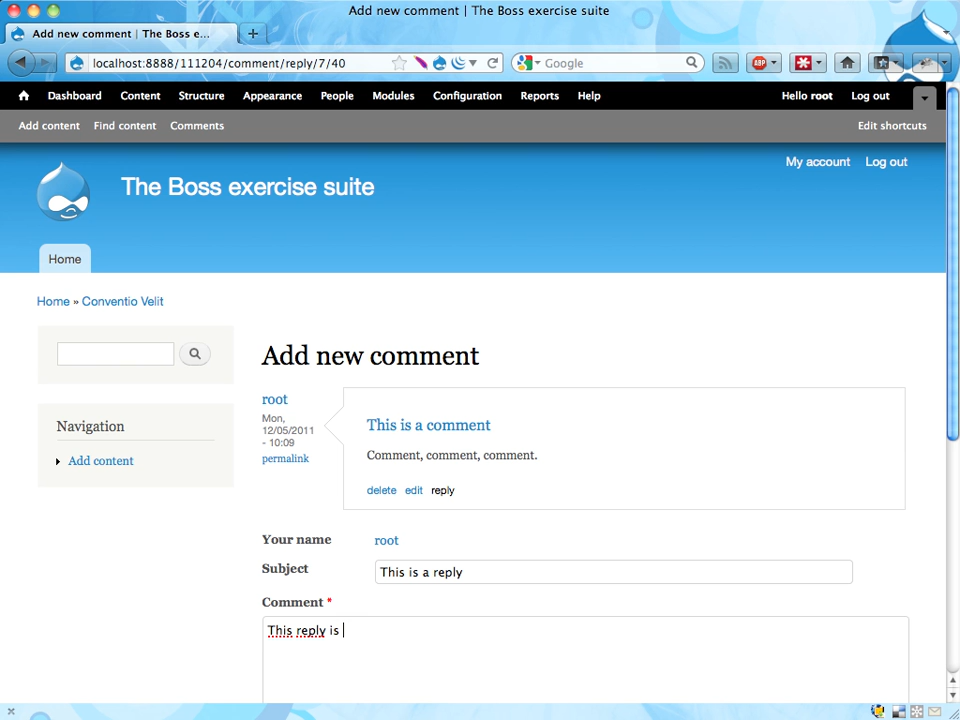 Add new comment | The Boss exercise suite
Add new comment | The Boss e...
localhost:8888/111204/comment/reply/7/40
Google
ABP
Dashboard Content Structure Appearance People Modules Configuration Reports Help Hello root Log out
Add content Find content Comments Edit shortcuts
My account Log out
The Boss exercise suite
Home
Home » Conventio Velit
Add new comment
root
Mon,
12/05/2011
- 10:09
permalink
This is a comment
Comment, comment, comment.
delete edit reply
Navigation
Add content
Your name root
Subject This is a reply
Comment *
This reply is